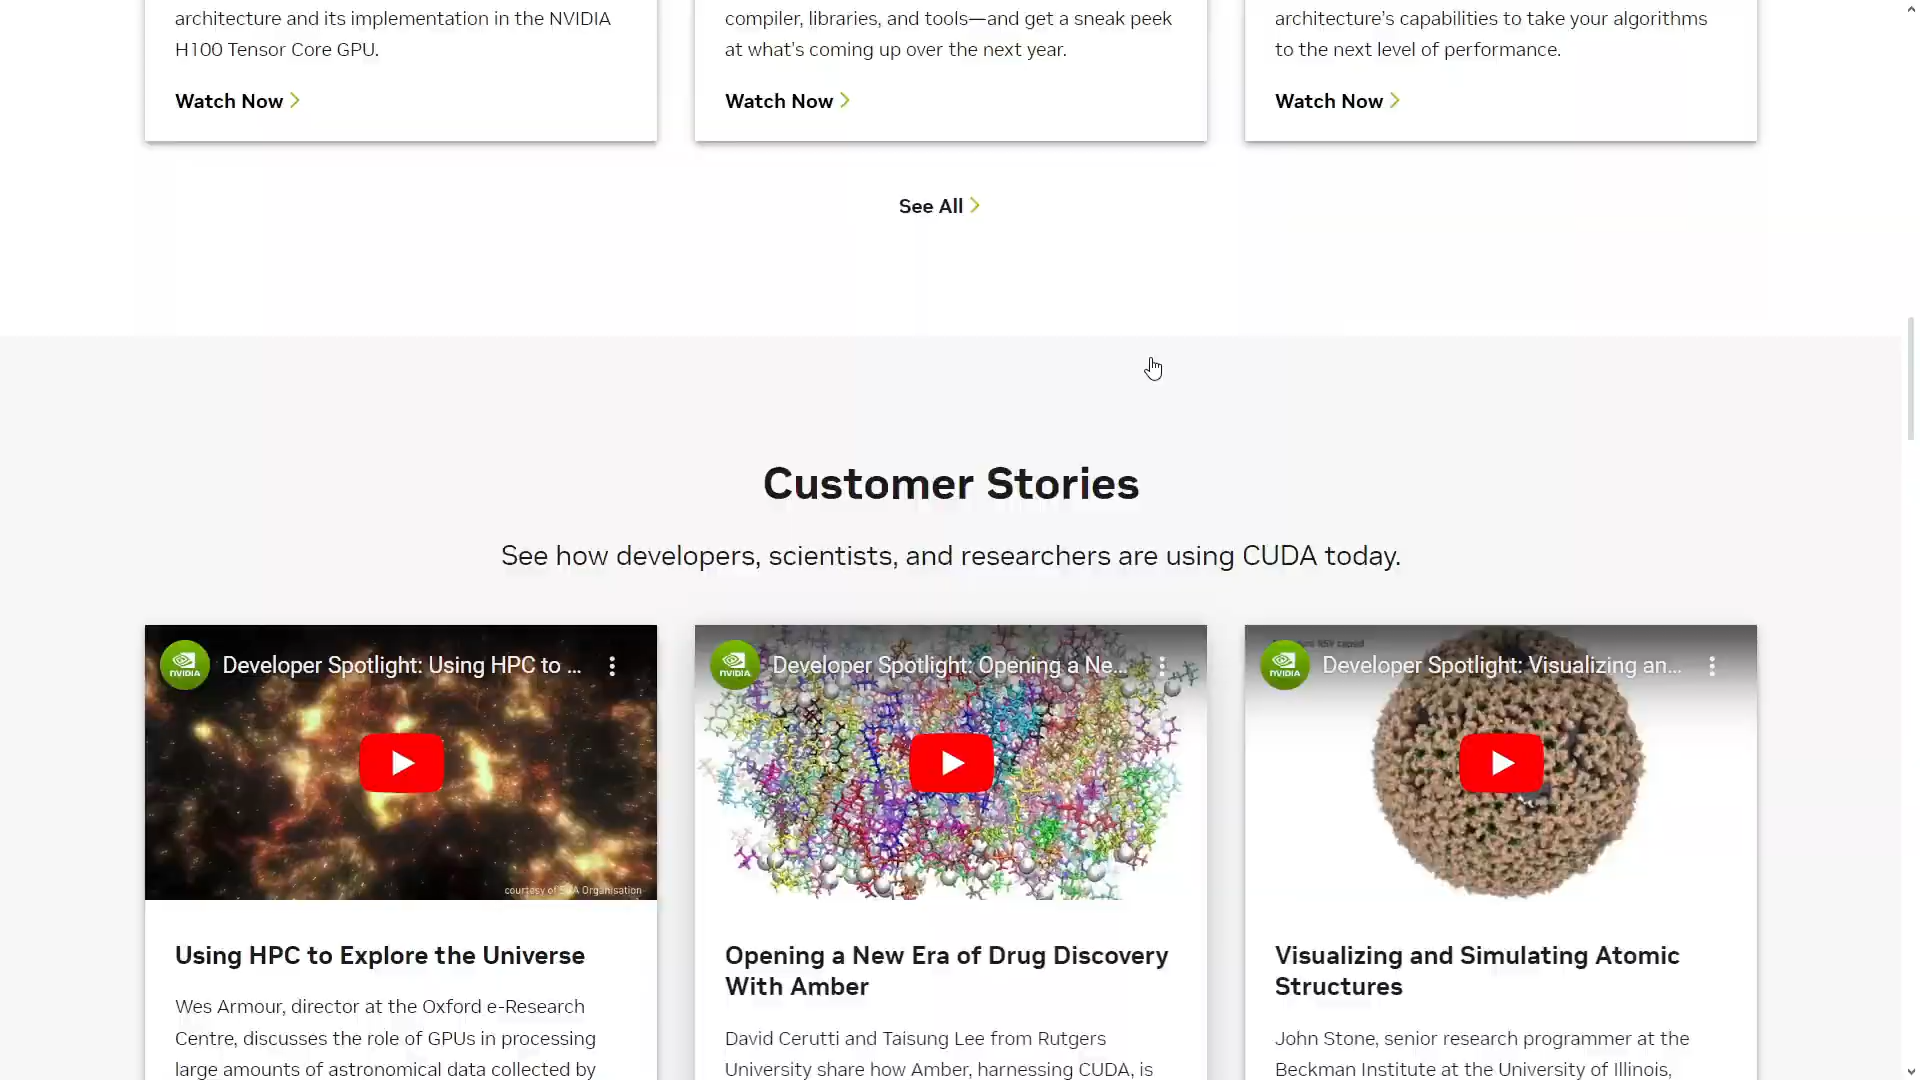 architecture and its implementation in the NVIDIA
H100 Tensor Core GPU.
Watch Now
compiler, libraries, and tools—and get a sneak peek
at what's coming up over the next year.
Watch Now
architecture's capabilities to take your algorithms
to the next level of performance.
Watch Now
See All
Customer Stories
See how developers, scientists, and researchers are using CUDA today.
NVIDIA
Developer Spotlight: Using HPC to ...
courtesy of Organisation
Using HPC to Explore the Universe
Wes Armour, director at the Oxford e-Research
Centre, discusses the role of GPUs in processing
large amounts of astronomical data collected by
NVIDIA
Developer Spotlight: Opening a Ne...
Opening a New Era of Drug Discovery
With Amber
David Cerutti and Taisung Lee from Rutgers
University share how Amber, harnessing CUDA, is
NVIDIA
Developer Spotlight: Visualizing an...
Visualizing and Simulating Atomic
Structures
John Stone, senior research programmer at the
Beckman Institute at the University of Illinois,